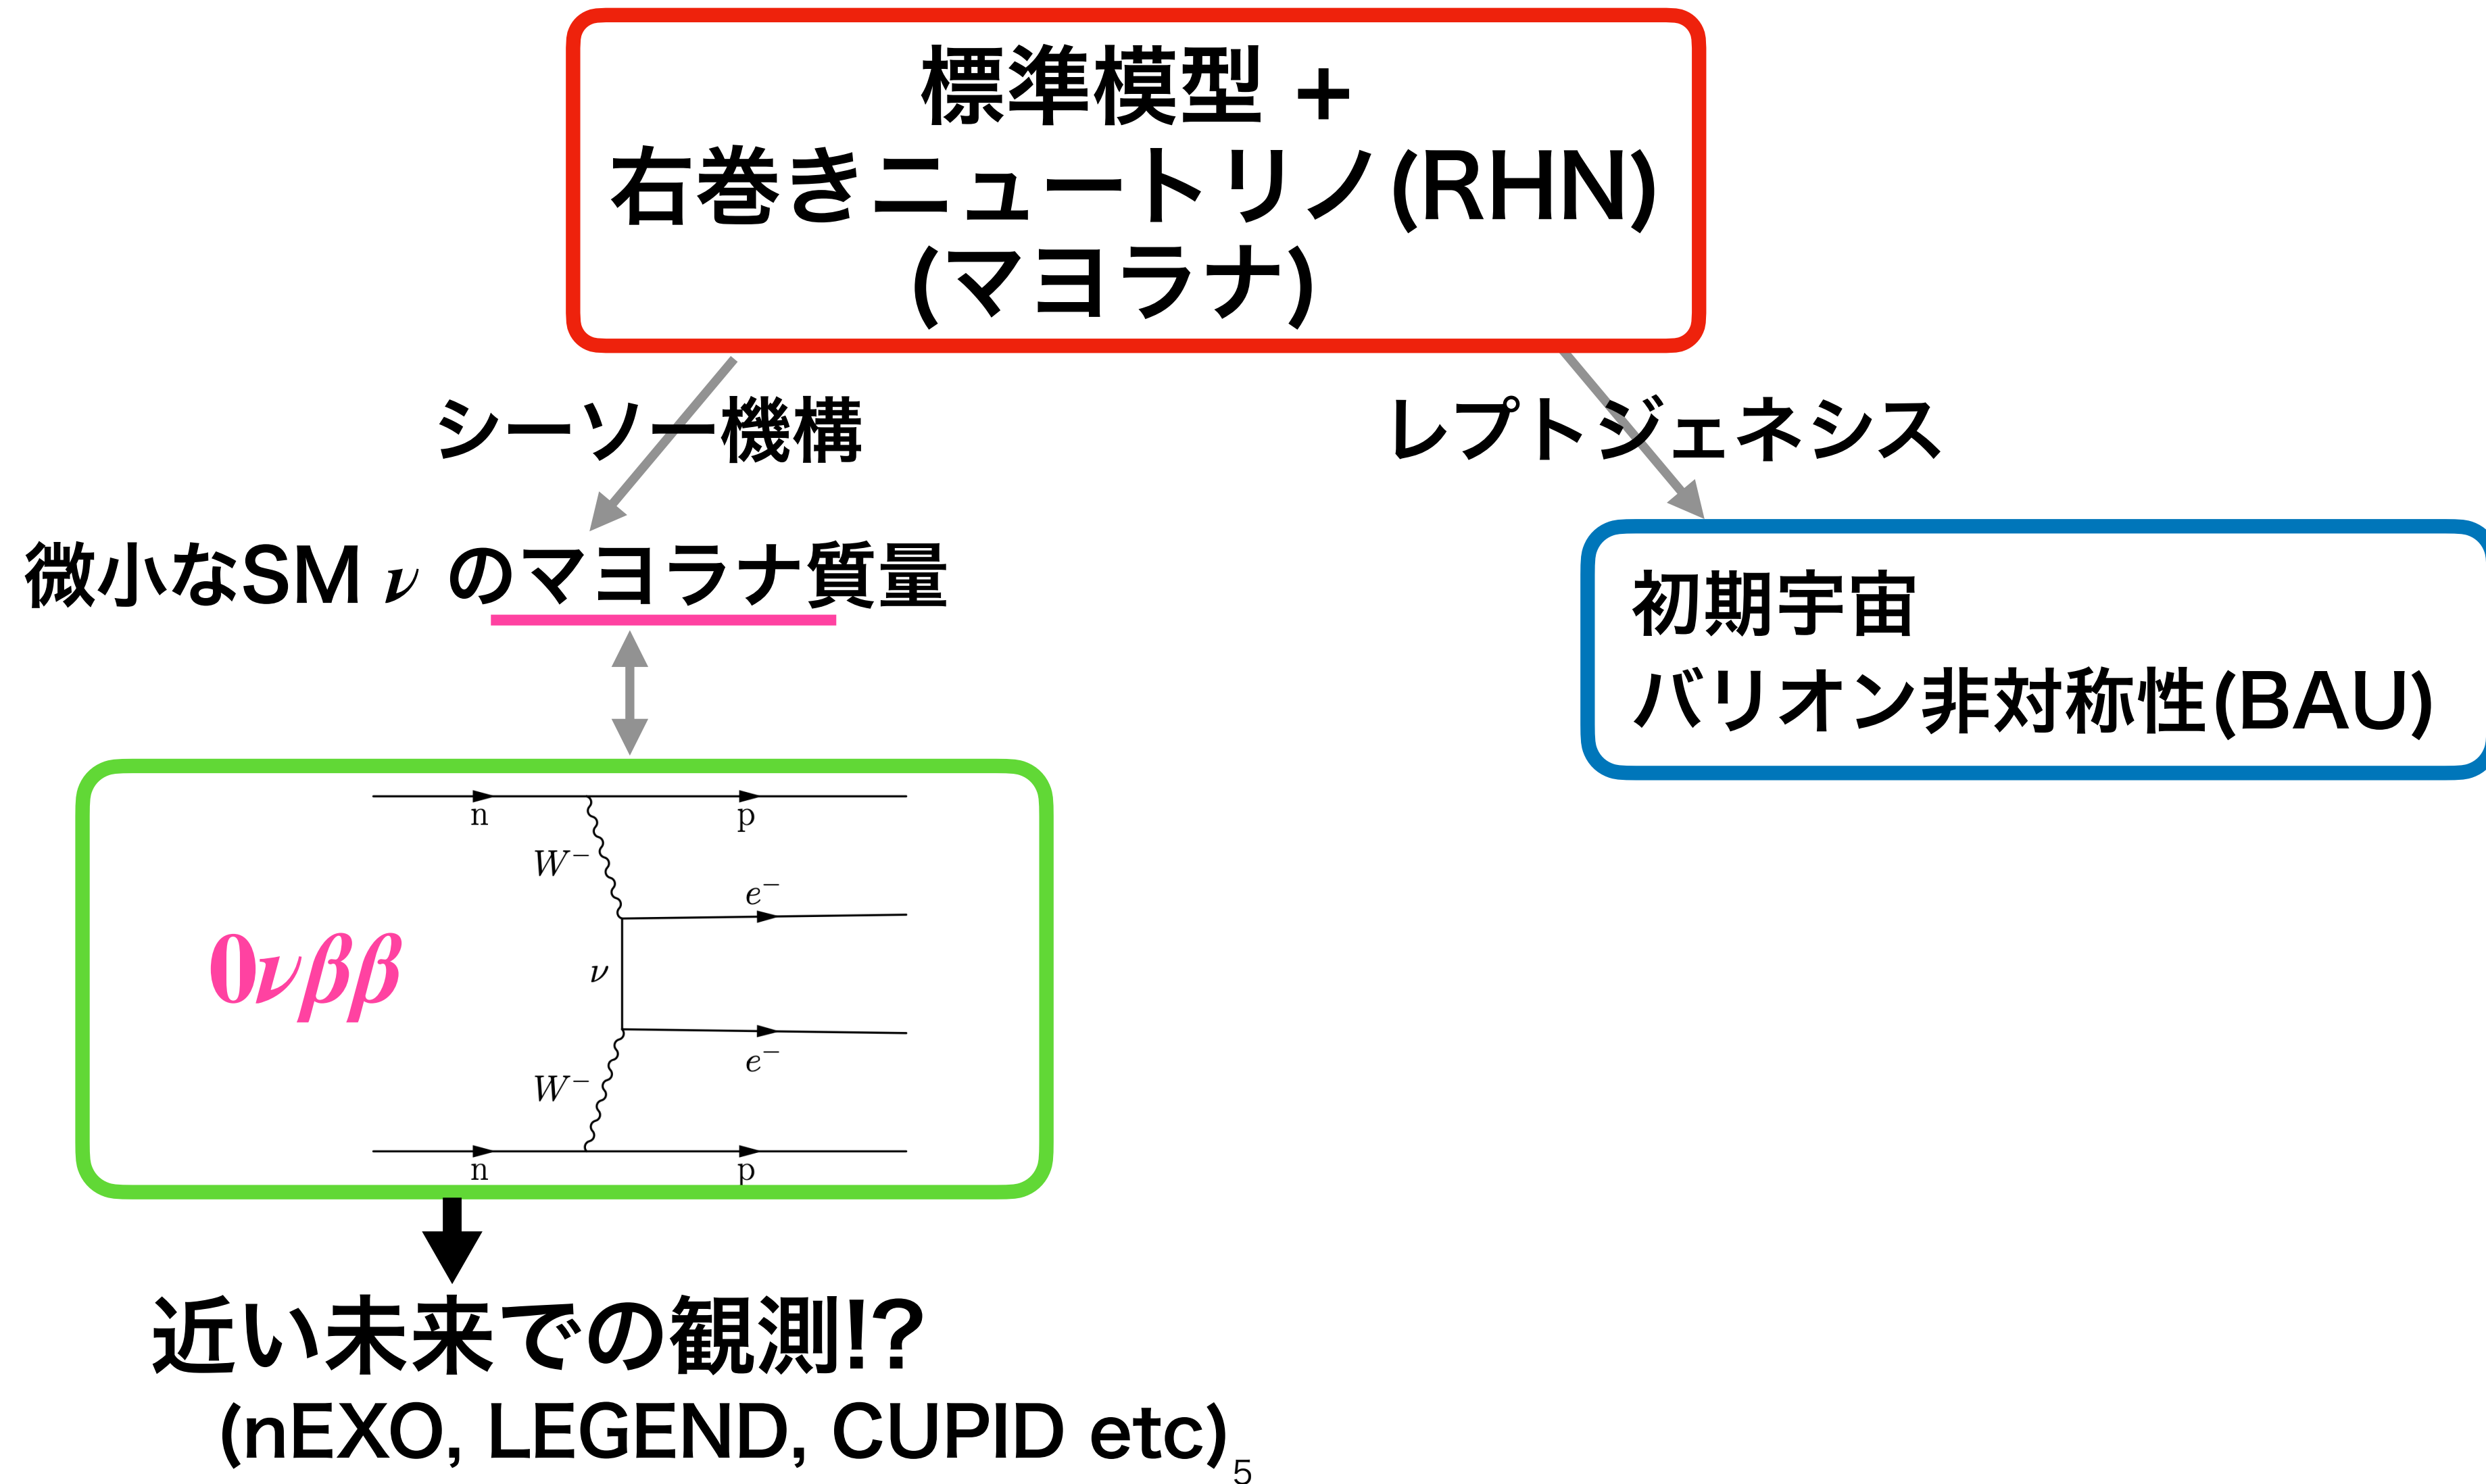 標準模型 +
右巻きニュートリノ(RHN)
(マヨラナ)
シーソー機構
レプトジェネシス
微小なSM ν のマヨラナ質量
初期宇宙
バリオン非対称性(BAU)
n
p
W⁻
e⁻
0νββ
ν
e⁻
W⁻
n
p
近い未来での観測!?
(nEXO, LEGEND, CUPID etc)
5